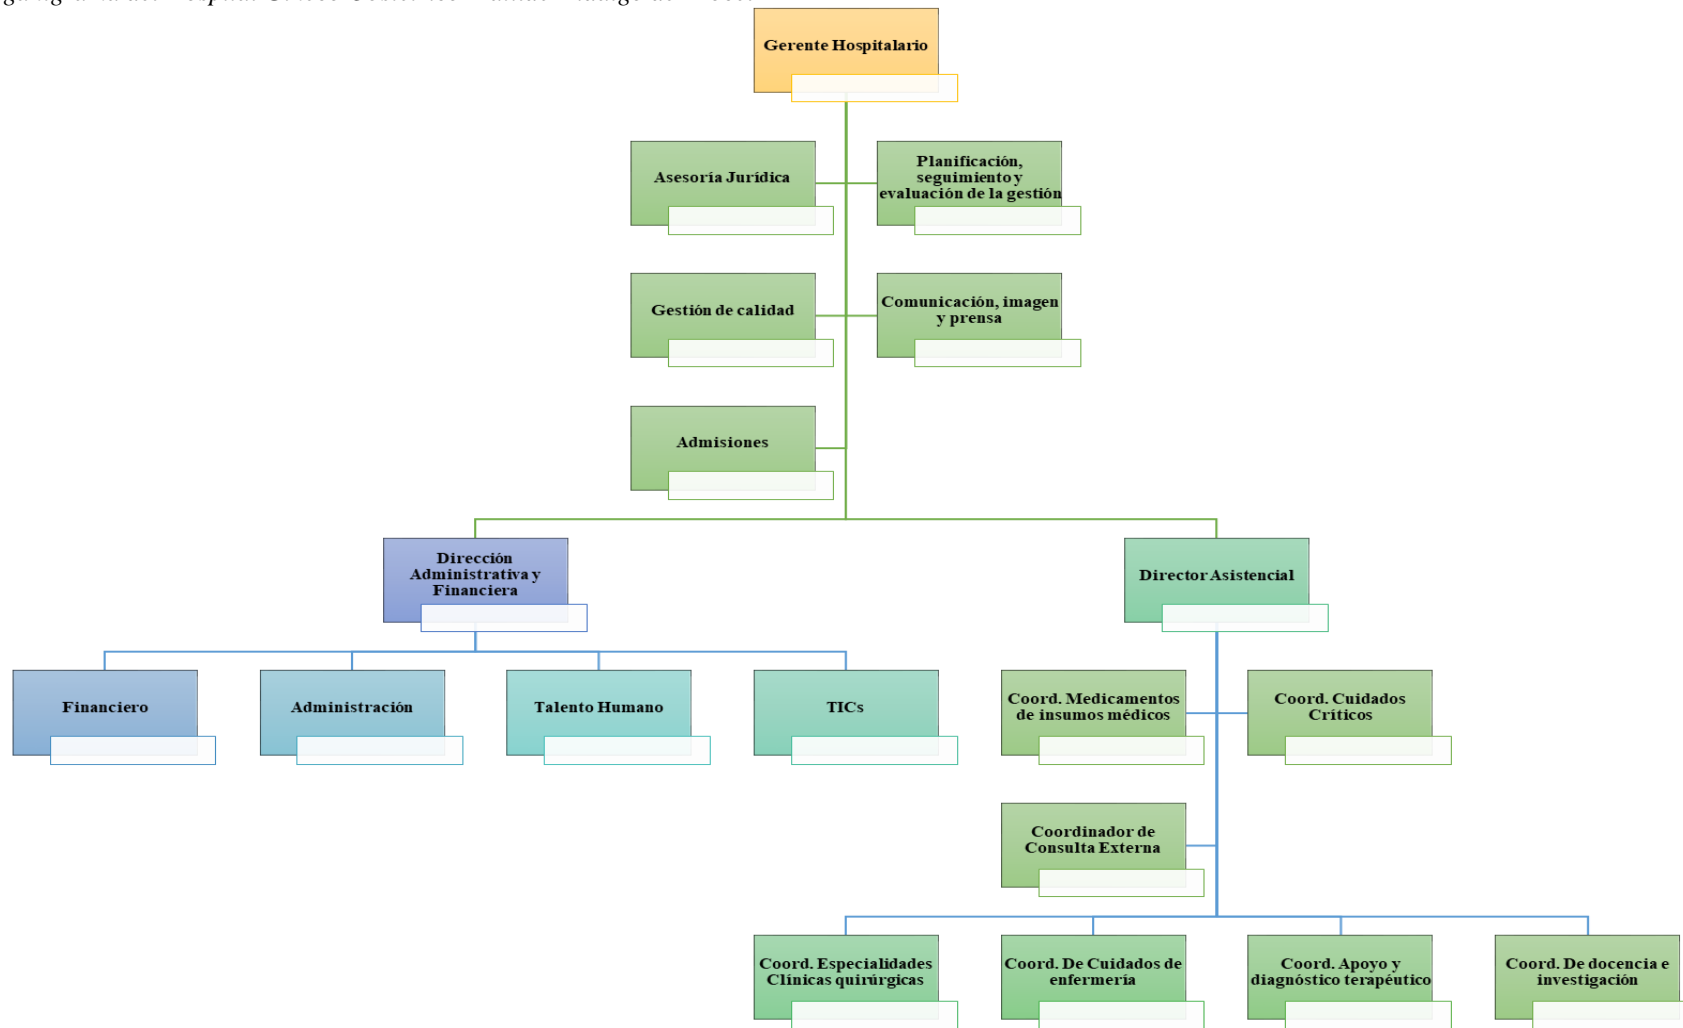 Gerente Hospitalario
Asesoría Jurídica
Planificación,
seguimiento y
evaluación de la gestión
Gestión de calidad
Comunicación, imagen
y prensa
Admisiones
Dirección
Administrativa y
Financiera
Director Asistencial
Financiero
Administración
Talento Humano
TICs
Coord. Medicamentos
de insumos médicos
Coord. Cuidados
Críticos
Coordinador de
Consulta Externa
Coord. Especialidades
Clínicas quirúrgicas
Coord. De Cuidados de
enfermería
Coord. Apoyo y
diagnóstico terapéutico
Coord. De docencia e
investigación